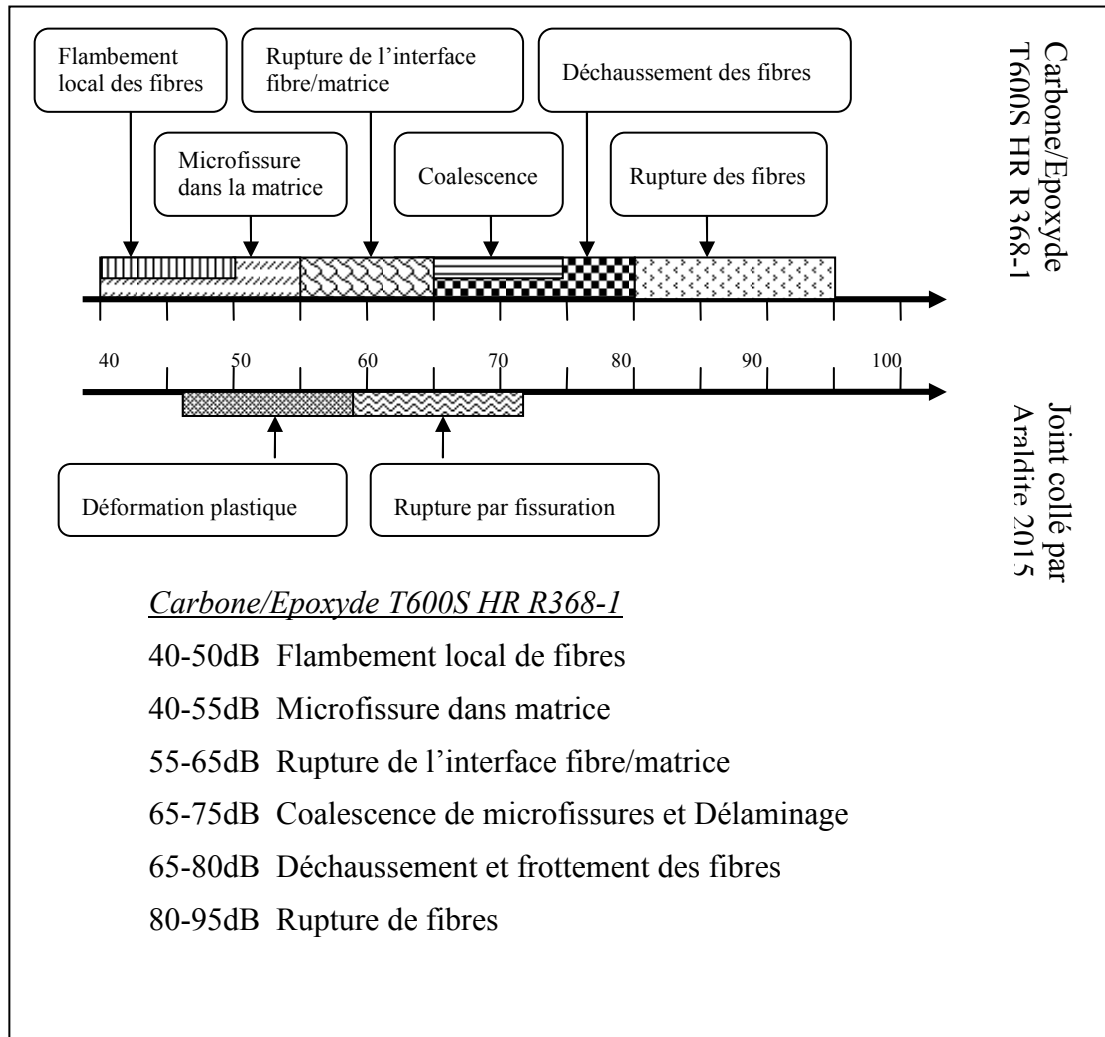 Flambement
local des fibres
Rupture de l’interface
fibre/matrice
Déchaussement des fibres
Microfissure
dans la matrice
Coalescence
Rupture des fibres
Carbone/Epoxyde
T600S HR R368-1
40 50 60 70 80 90 100
Déformation plastique
Rupture par fissuration
Joint collé par
Araldite 2015
Carbone/Epoxyde T600S HR R368-1
40-50dB Flambement local de fibres
40-55dB Microfissure dans matrice
55-65dB Rupture de l’interface fibre/matrice
65-75dB Coalescence de microfissures et Délaminage
65-80dB Déchaussement et frottement des fibres
80-95dB Rupture de fibres